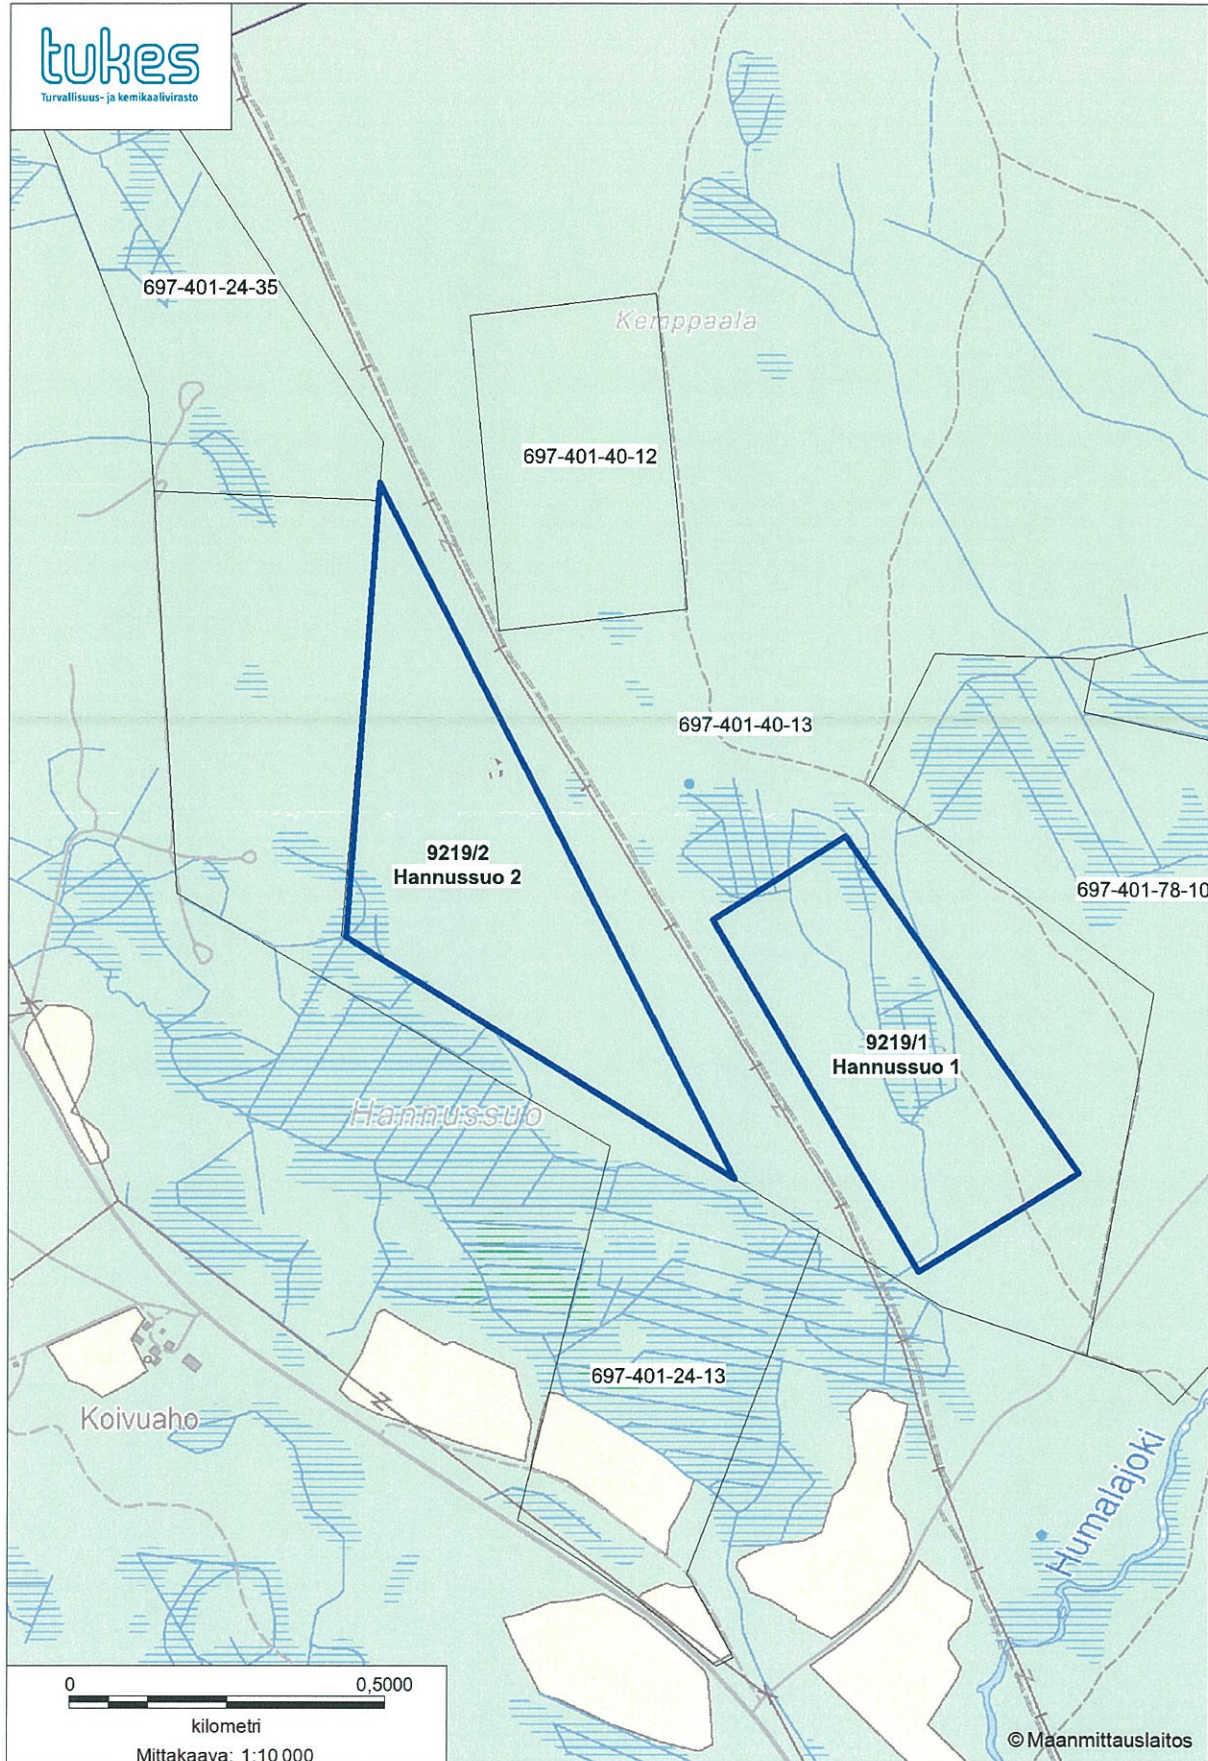 tukes
Turvallisuus- ja kemikaalivirasto
697-401-24-35
Kemppaala
697-401-40-12
697-401-40-13
9219/2
Hannussuo 2
697-401-78-10
9219/1
Hannussuo 1
Hannussuo
697-401-24-13
Koivuaho
Humalajoki
0 0,5000
kilometri
Mittakaava: 1:10 000
© Maanmittauslaitos